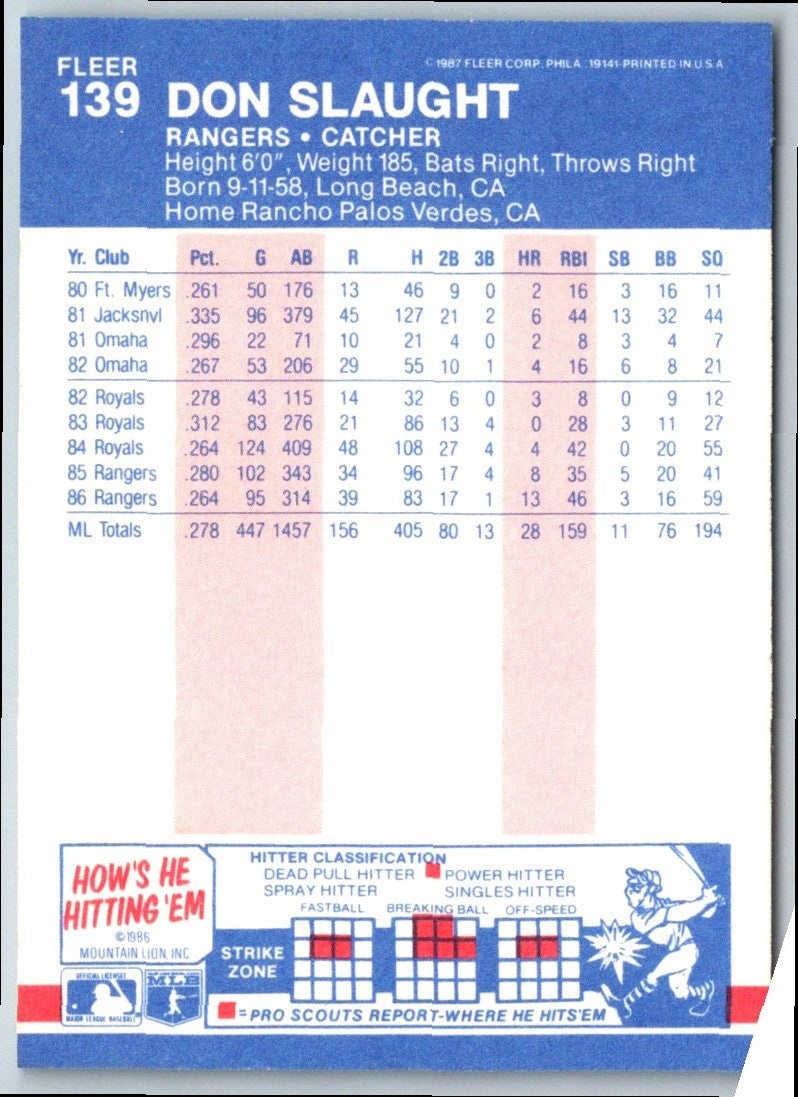 FLEER
©1987 FLEER CORP. PHILA. 19141-PRINTED IN U.S.A
139 DON SLAUGHT
RANGERS • CATCHER
Height 6'0", Weight 185, Bats Right, Throws Right
Born 9-11-58, Long Beach, CA
Home Rancho Palos Verdes, CA
Yr. Club Pct. G AB R H 2B 3B HR RBI SB BB SO
80 Ft. Myers .261 50 176 13 46 9 0 2 16 3 16 11
81 Jacksnvl .335 96 379 45 127 21 2 6 44 13 32 44
81 Omaha .296 22 71 10 21 4 0 2 8 3 4 7
82 Omaha .267 53 206 29 55 10 1 4 16 6 8 21
82 Royals .278 43 115 14 32 6 0 3 8 0 9 12
83 Royals .312 83 276 21 86 13 4 0 28 3 11 27
84 Royals .264 124 409 48 108 27 4 4 42 0 20 55
85 Rangers .280 102 343 34 96 17 4 8 35 5 20 41
86 Rangers .264 95 314 39 83 17 1 13 46 3 16 59
ML Totals .278 447 1457 156 405 80 13 28 159 11 76 194
HOW'S HE
HITTING 'EM
©1986
MOUNTAIN LION, INC
HITTER CLASSIFICATION
DEAD PULL HITTER POWER HITTER
SPRAY HITTER SINGLES HITTER
FASTBALL BREAKING BALL OFF-SPEED
STRIKE
ZONE
OFFICIAL LICENSEE
MAJOR LEAGUE BASEBALL
MLB
= PRO SCOUTS REPORT-WHERE HE HITS'EM